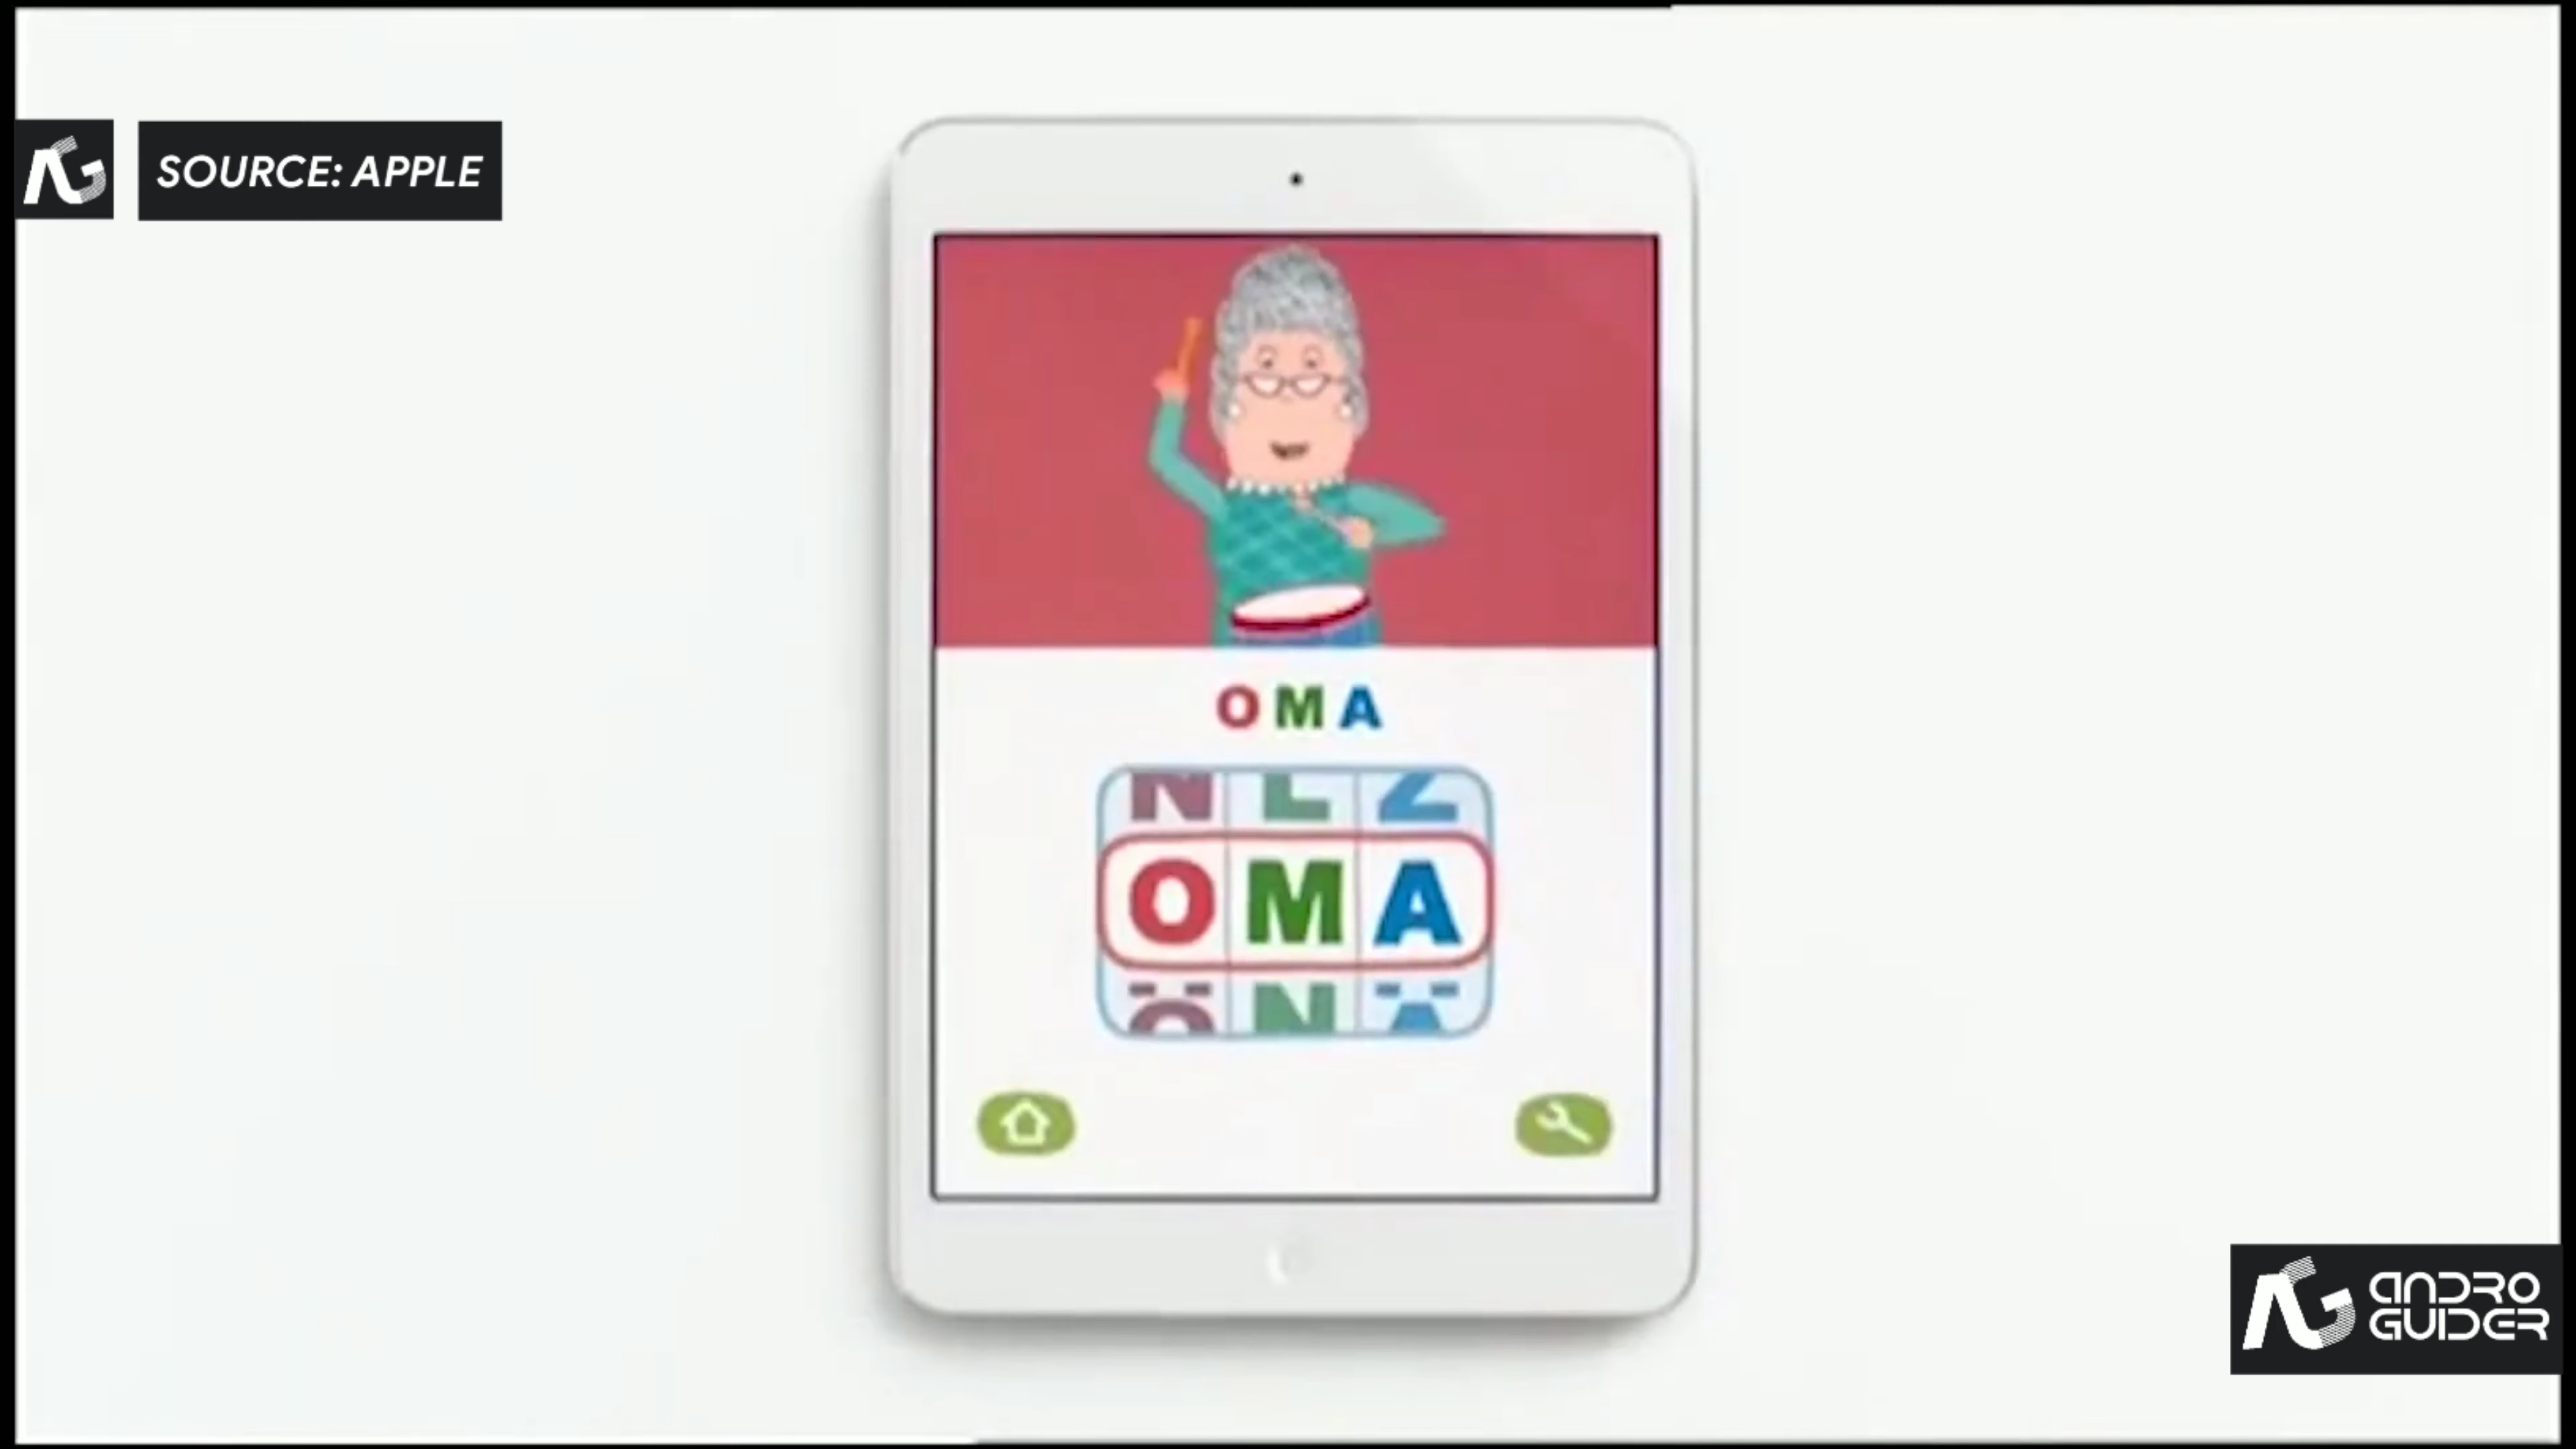 SOURCE: APPLE
OMA
N L Z
OMA
Ö N Ä
ANDRO
GUIDER